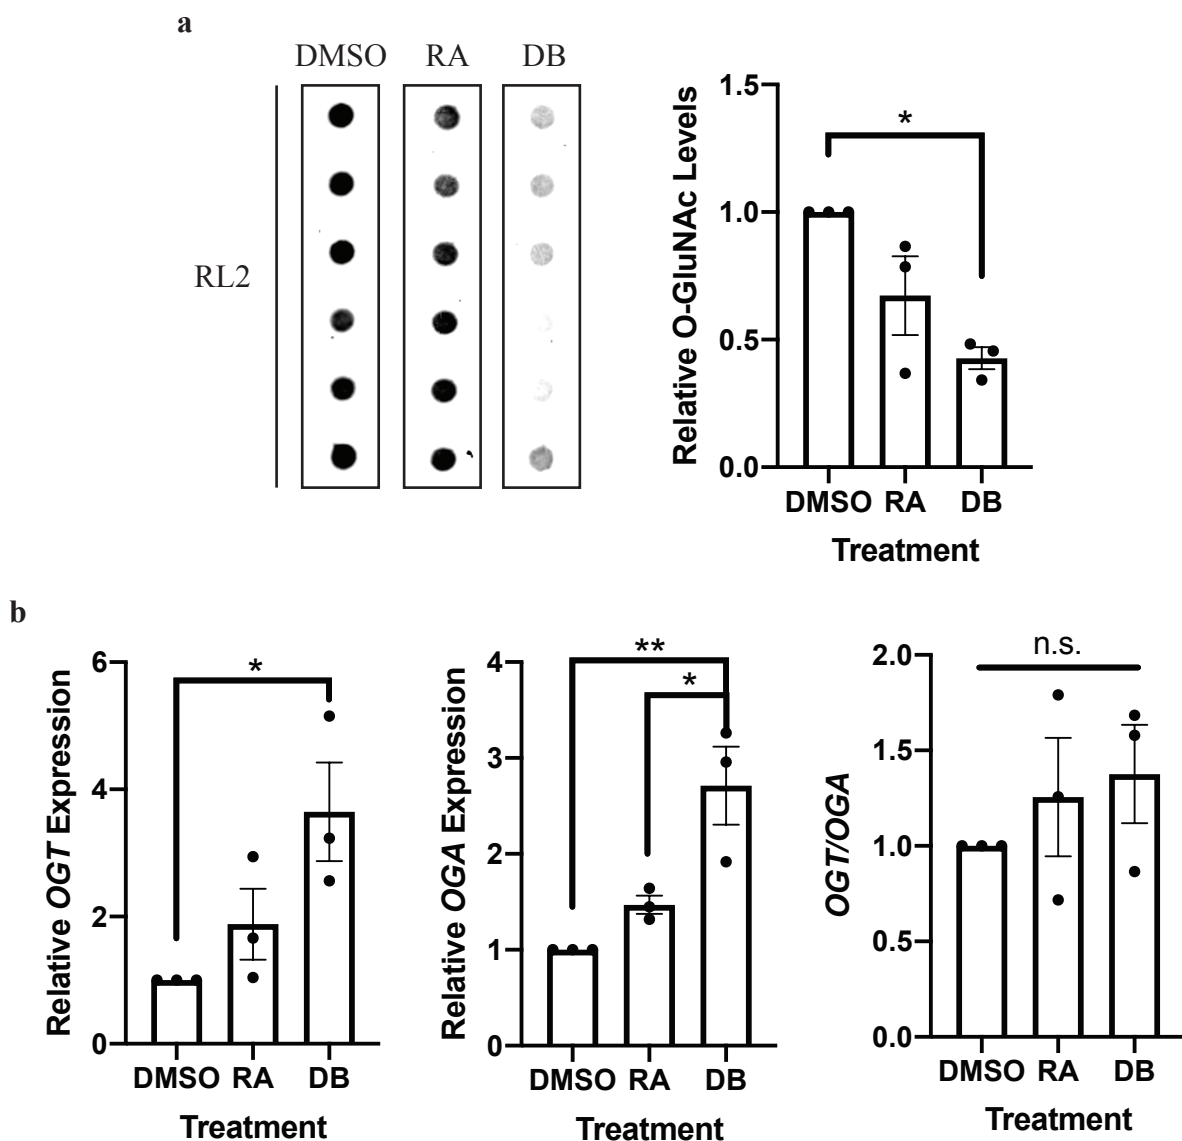 a
DMSO RA DB
RL2
Relative O-GluNAc Levels
1.5
1.0
0.5
0.0
*
DMSO RA DB
Treatment
b
Relative OGT Expression
6
4
2
0
*
DMSO RA DB
Treatment
Relative OGA Expression
4
3
2
1
0
**
*
DMSO RA DB
Treatment
OGT/OGA
2.0
1.5
1.0
0.5
0.0
n.s.
DMSO RA DB
Treatment